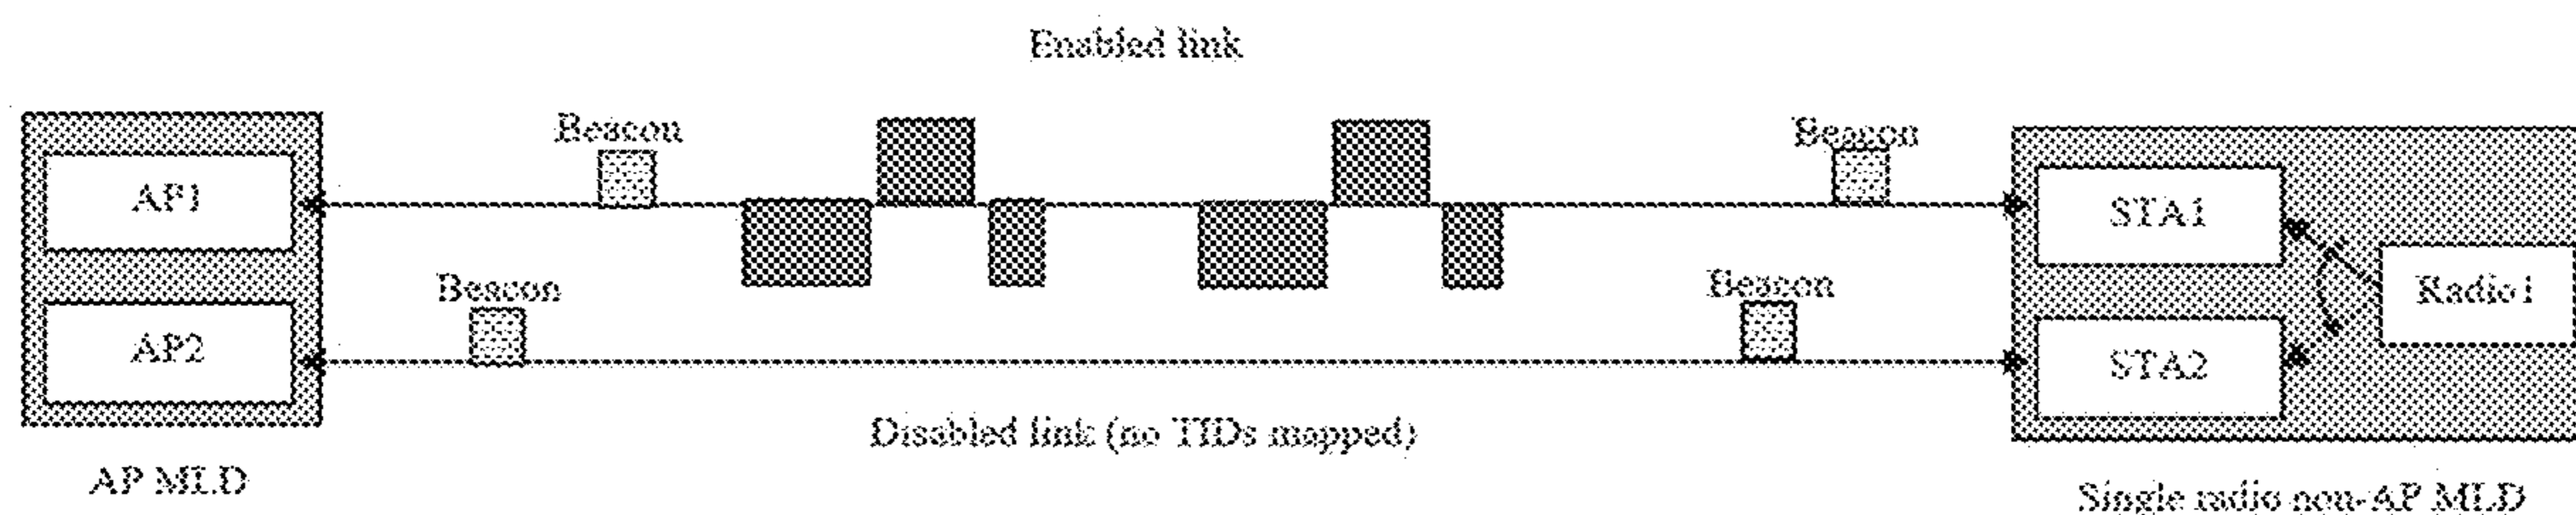 Enabled link
Beacon
Beacon
AP1
STA1
Radio1
Beacon
Beacon
AP2
STA2
Disabled link (no TIDs mapped)
AP MLD
Single radio non-AP MLD